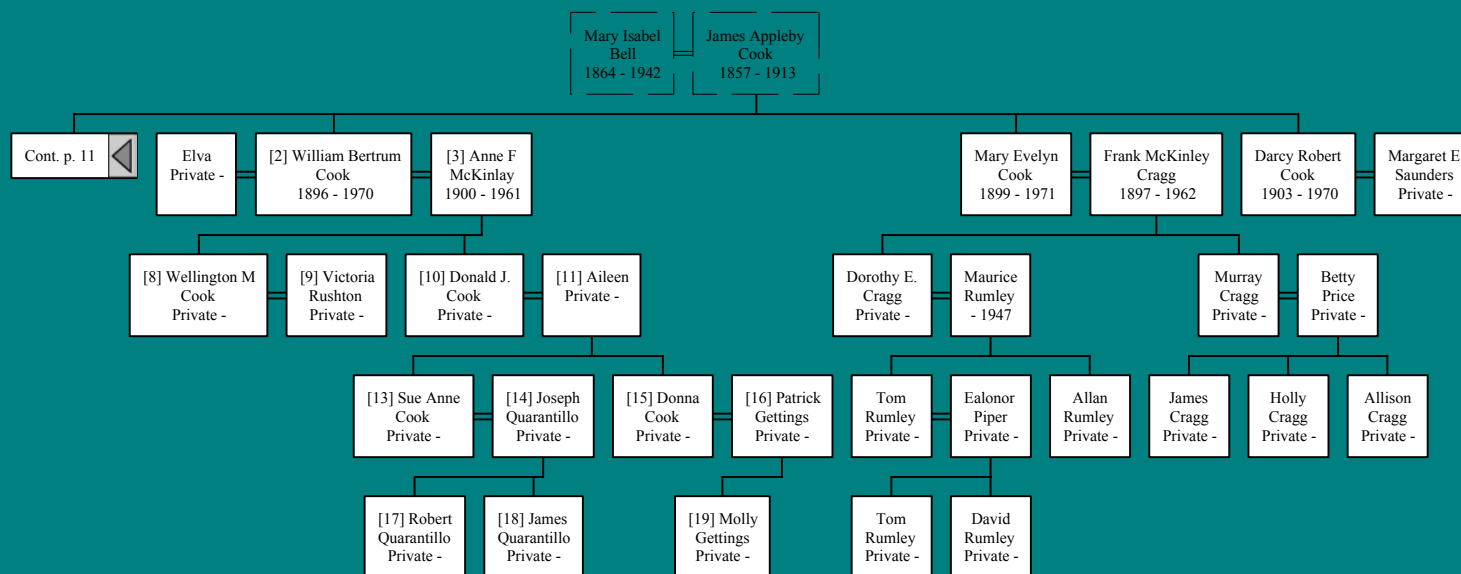 Mary Isabel
Bell
1864 - 1942
James Appleby
Cook
1857 - 1913
Cont. p. 11
Elva
Private -
[2] William Bertrum
Cook
1896 - 1970
[3] Anne F
McKinlay
1900 - 1961
Mary Evelyn
Cook
1899 - 1971
Frank McKinley
Cragg
1897 - 1962
Darcy Robert
Cook
1903 - 1970
Margaret E
Saunders
Private -
[8] Wellington M
Cook
Private -
[9] Victoria
Rushton
Private -
[10] Donald J.
Cook
Private -
[11] Aileen
Private -
Dorothy E.
Cragg
Private -
Maurice
Rumley
- 1947
Murray
Cragg
Private -
Betty
Price
Private -
[13] Sue Anne
Cook
Private -
[14] Joseph
Quarantillo
Private -
[15] Donna
Cook
Private -
[16] Patrick
Gettings
Private -
Tom
Rumley
Private -
Ealonor
Piper
Private -
Allan
Rumley
Private -
James
Cragg
Private -
Holly
Cragg
Private -
Allison
Cragg
Private -
[17] Robert
Quarantillo
Private -
[18] James
Quarantillo
Private -
[19] Molly
Gettings
Private -
Tom
Rumley
Private -
David
Rumley
Private -